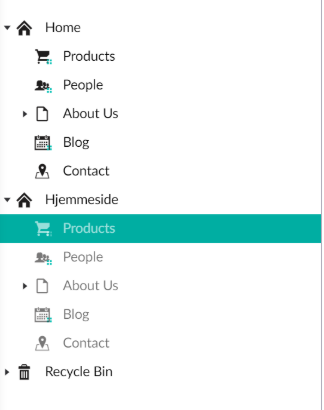 Home
Products
People
About Us
Blog
Contact
Hjemmeside
Products
People
About Us
Blog
Contact
Recycle Bin